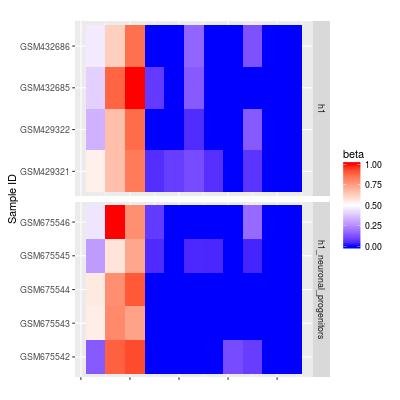 GSM432686
GSM432685
GSM429322
GSM429321
h1
GSM675546
GSM675545
GSM675544
GSM675543
GSM675542
h1_neuronal_progenitors
Sample ID
beta
1.00
0.75
0.50
0.25
0.00